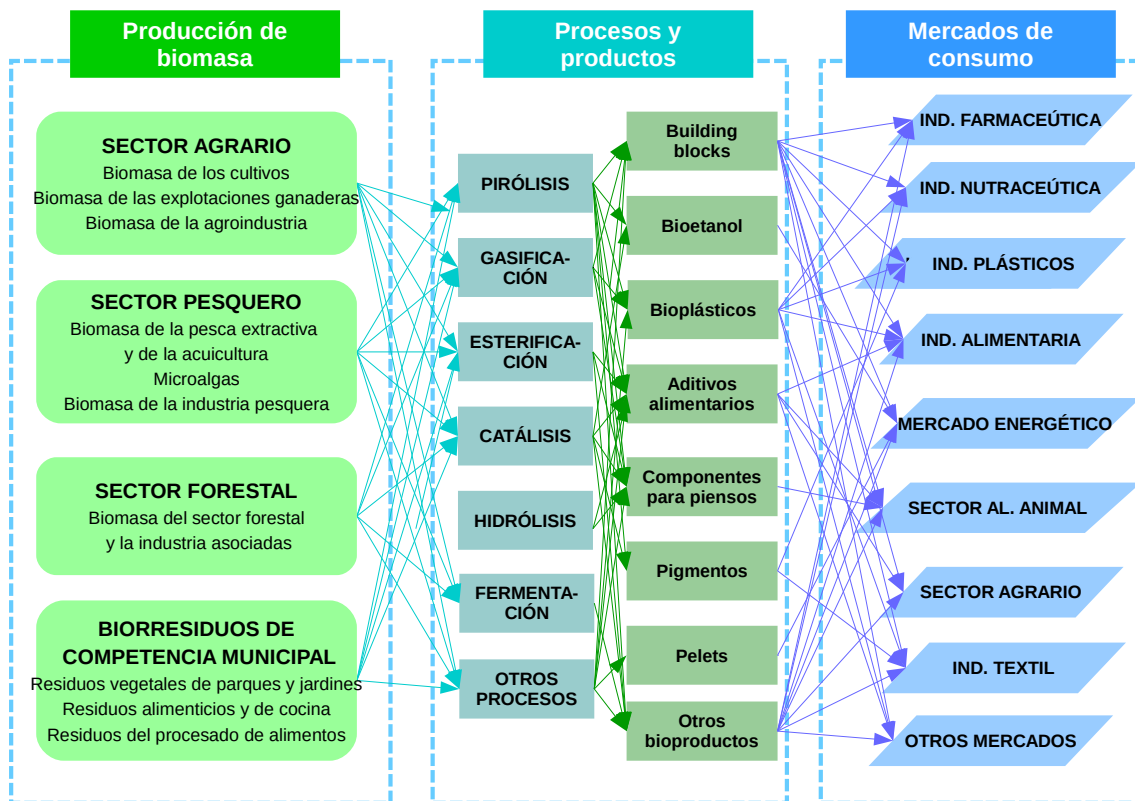 Producción de
biomasa
SECTOR AGRARIO
Biomasa de los cultivos
Biomasa de las explotaciones ganaderas
Biomasa de la agroindustria
SECTOR PESQUERO
Biomasa de la pesca extractiva
y de la acuicultura
Microalgas
Biomasa de la industria pesquera
SECTOR FORESTAL
Biomasa del sector forestal
y la industria asociadas
BIORRESIDUOS DE
COMPETENCIA MUNICIPAL
Residuos vegetales de parques y jardines
Residuos alimenticios y de cocina
Residuos del procesado de alimentos
Procesos y
productos
PIRÓLISIS
GASIFICA-
CIÓN
ESTERIFICA-
CIÓN
CATÁLISIS
HIDRÓLISIS
FERMENTA-
CIÓN
OTROS
PROCESOS
Building
blocks
Bioetanol
Bioplásticos
Aditivos
alimentarios
Componentes
para piensos
Pigmentos
Pelets
Otros
bioproductos
Mercados de
consumo
IND. FARMACEÚTICA
IND. NUTRACEÚTICA
IND. PLÁSTICOS
IND. ALIMENTARIA
MERCADO ENERGÉTICO
SECTOR AL. ANIMAL
SECTOR AGRARIO
IND. TEXTIL
OTROS MERCADOS